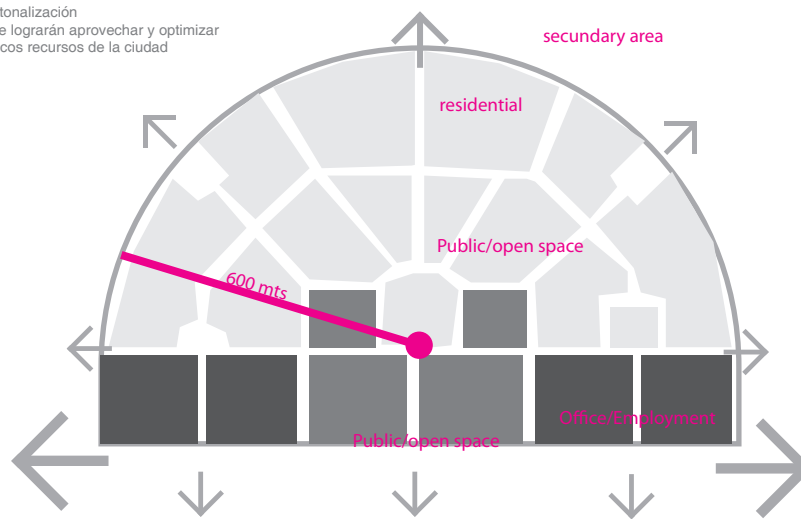 tonalización
e lograrán aprovechar y optimizar
cos recursos de la ciudad
secundary area
residential
Public/open space
600 mts
Office/Employment
Public/open space